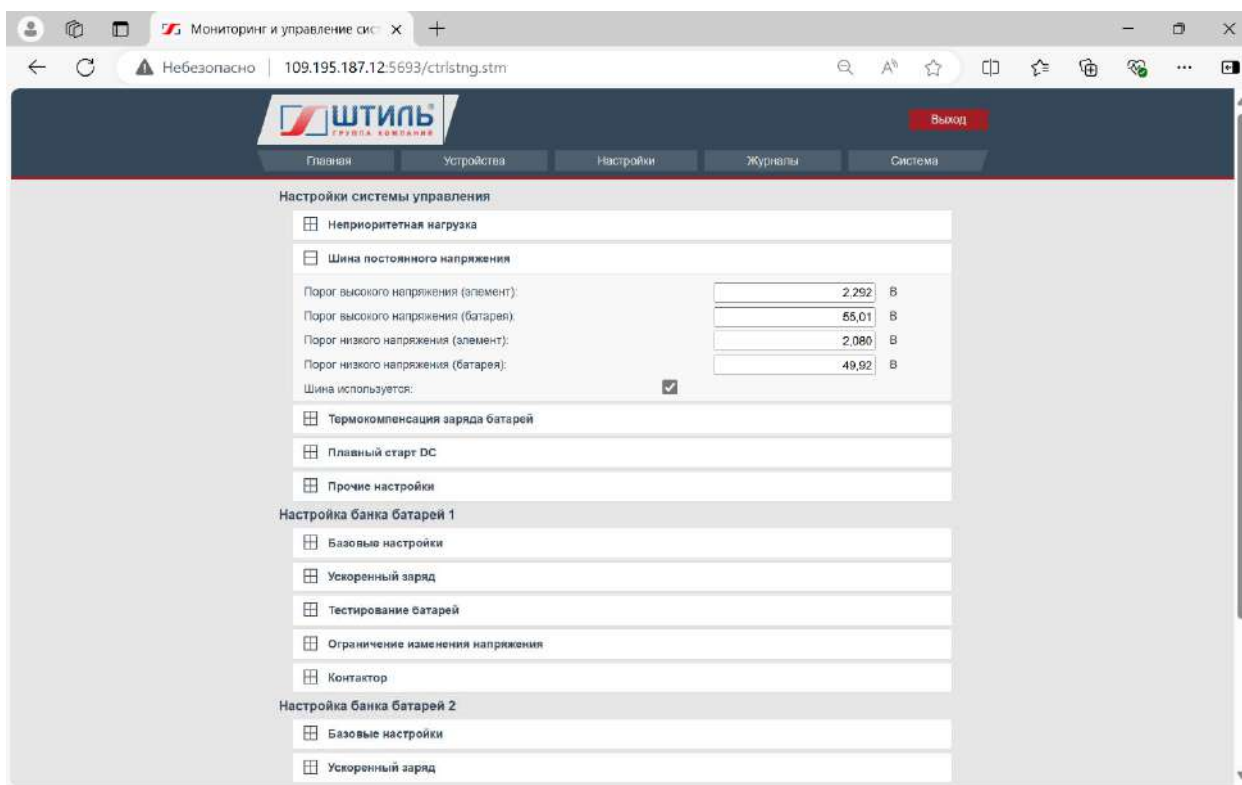 Мониторинг и управление сис
Небезопасно
109.195.187.12:5693/ctrlstng.stm
ШТИЛЬ®
ГРУППА КОМПАНИЙ
Выход
Главная Устройства Настройки Журналы Система
Настройки системы управления
Неприоритетная нагрузка
Шина постоянного напряжения
Порог высокого напряжения (элемент): 2,292 В
Порог высокого напряжения (батарея): 55,01 В
Порог низкого напряжения (элемент): 2,080 В
Порог низкого напряжения (батарея): 49,92 В
Шина используется:
Термокомпенсация заряда батарей
Плавный старт DC
Прочие настройки
Настройка банка батарей 1
Базовые настройки
Ускоренный заряд
Тестирование батарей
Ограничение изменения напряжения
Контактор
Настройка банка батарей 2
Базовые настройки
Ускоренный заряд